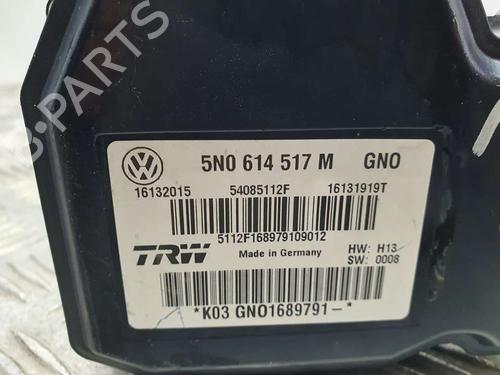 B-PARTS
5N0 614 517 M GNO
16132015 54085112F 16131919T
5112F168979109012
TRW Made in Germany HW: H13
SW: 0008
*K03 GNO1689791- *